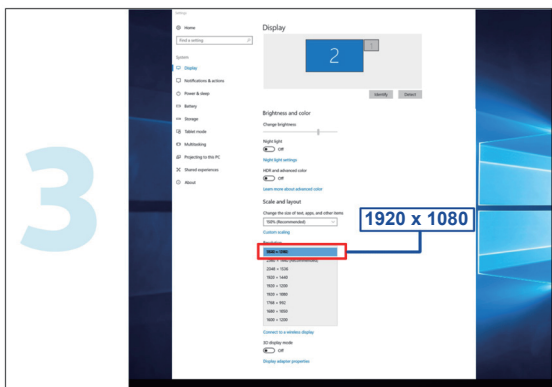 3
Settings
Home
Display
Find a setting
2
1
System
Display
Notifications & actions
Power & sleep
Identify
Detect
Battery
Brightness and color
Storage
Change brightness
Tablet mode
Night light
Multitasking
Off
Projecting to this PC
Night light settings
Shared experiences
HDR and advanced color
About
Off
Learn more about advanced color
Scale and layout
Change the size of text, apps, and other items
100% (Recommended)
1920 x 1080
Custom scaling
Resolution
2048 × 1152
1920 × 1440
1920 × 1200
1920 × 1080
1768 × 992
1680 × 1050
1600 × 1200
Connect to a wireless display
3D display mode
Off
Display adapter properties